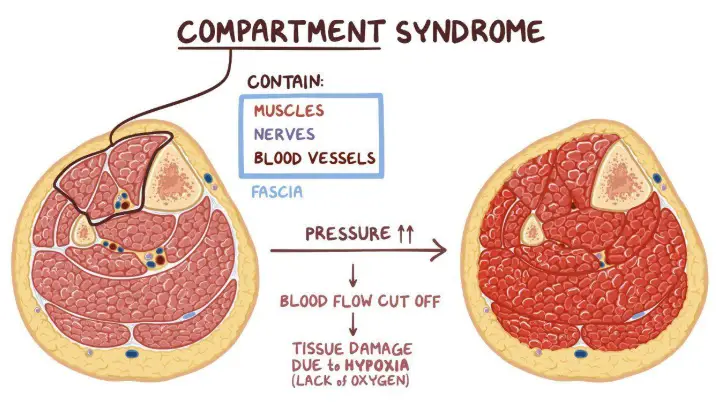 COMPARTMENT SYNDROME
CONTAIN:
MUSCLES
NERVES
BLOOD VESSELS
FASCIA
PRESSURE ↑↑
BLOOD FLOW CUT OFF
TISSUE DAMAGE
DUE to HYPOXIA
(LACK of OXYGEN)